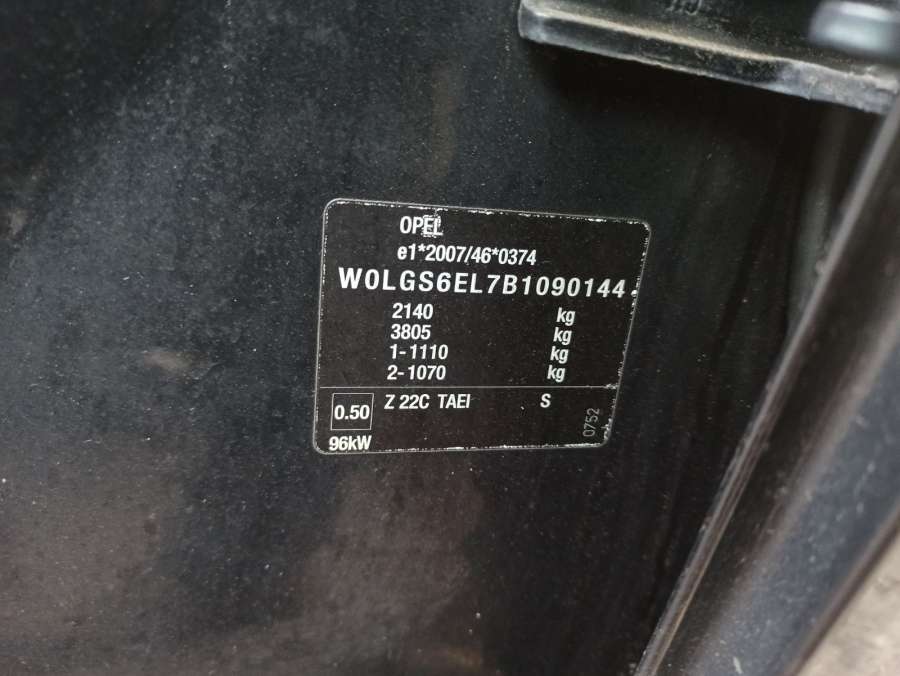 OPEL
e1*2007/46*0374
W0LGS6EL7B1090144
2140 kg
3805 kg
1-1110 kg
2-1070 kg
0.50 Z 22C TAEI S
96kW
0752